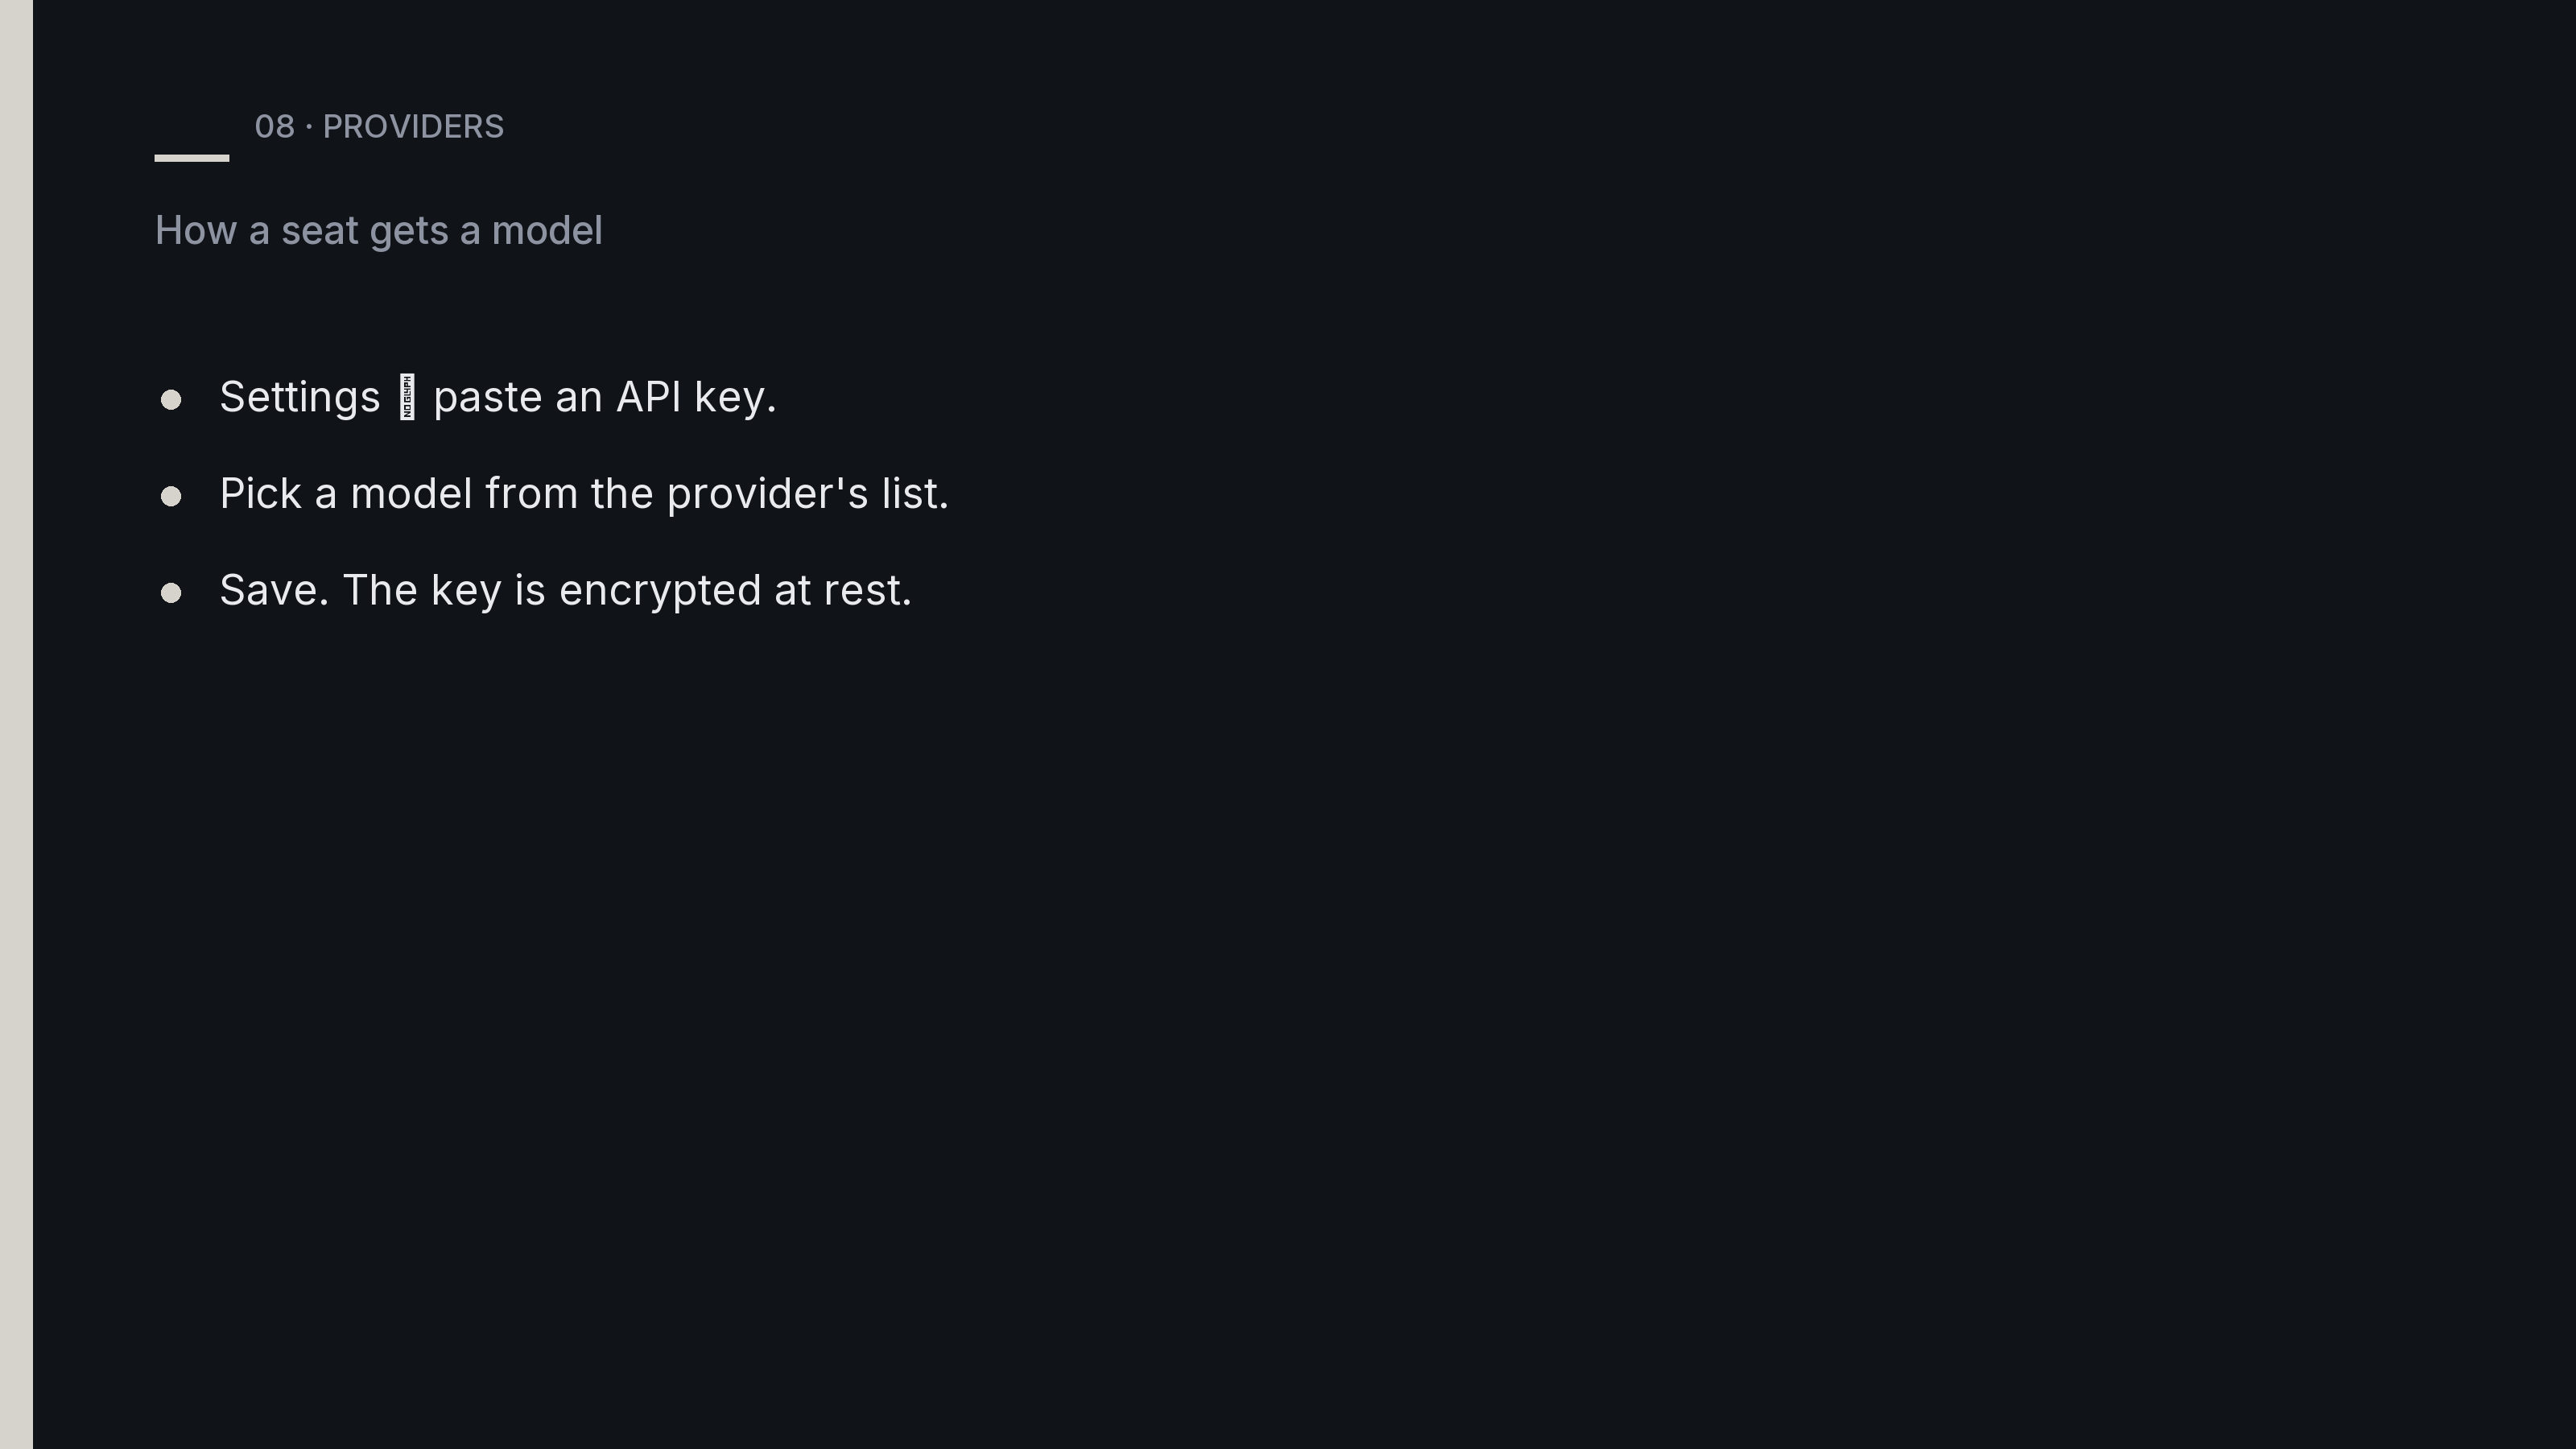 08 · PROVIDERS
How a seat gets a model
Settings paste an API key.
Pick a model from the provider's list.
Save. The key is encrypted at rest.